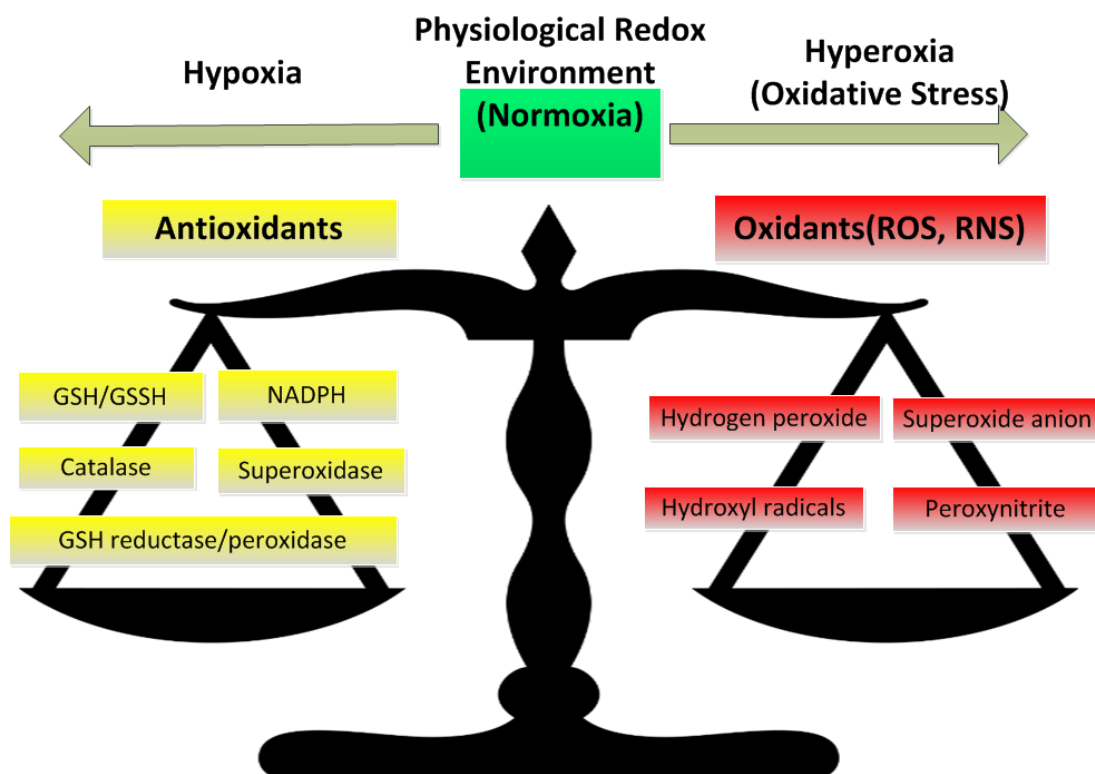 Hypoxia
Physiological Redox
Environment
(Normoxia)
Hyperoxia
(Oxidative Stress)
Antioxidants
Oxidants(ROS, RNS)
GSH/GSSH
NADPH
Catalase
Superoxidase
GSH reductase/peroxidase
Hydrogen peroxide
Superoxide anion
Hydroxyl radicals
Peroxynitrite